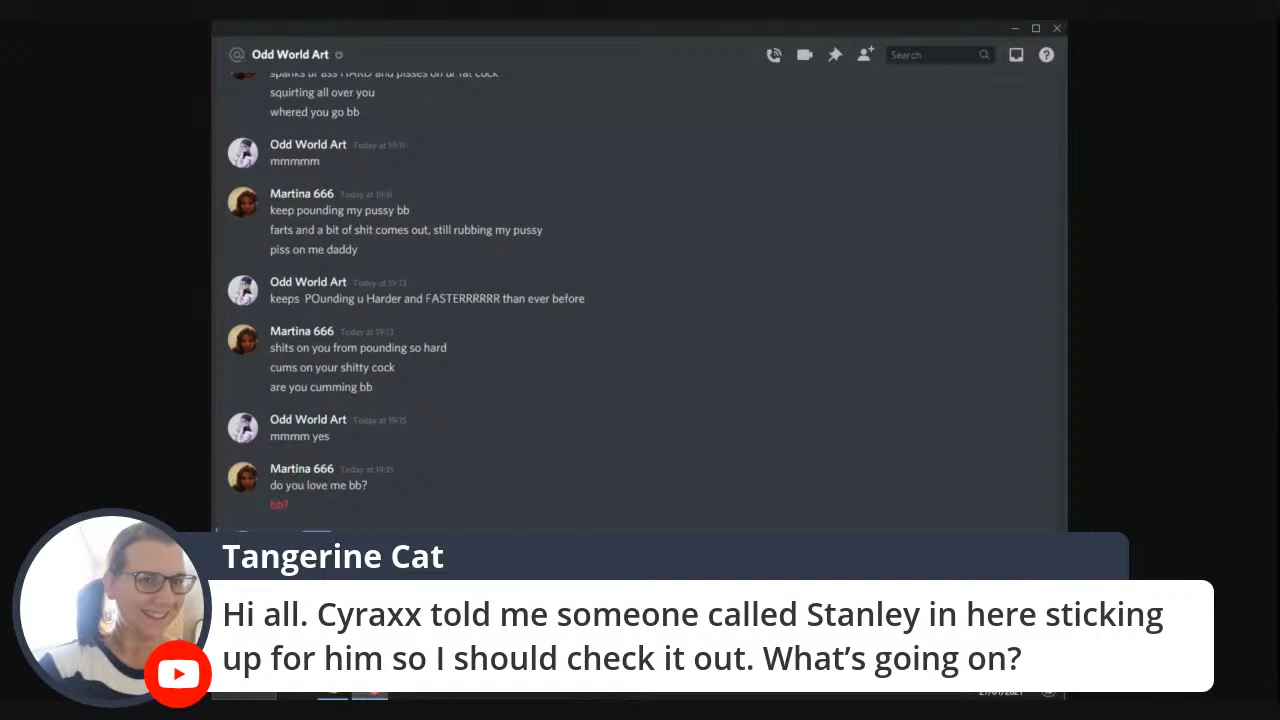 Odd World Art
Search
spanks ur ass HARD and pisses on ur fat cock
squirting all over you
whered you go bb
Odd World Art Today at 19:11
mmmmm
Martina 666 Today at 19:11
keep pounding my pussy bb
farts and a bit of shit comes out, still rubbing my pussy
piss on me daddy
Odd World Art Today at 19:13
keeps POunding u Harder and FASTERRRRRR than ever before
Martina 666 Today at 19:13
shits on you from pounding so hard
cums on your shitty cock
are you cumming bb
Odd World Art Today at 19:15
mmmm yes
Martina 666 Today at 19:15
do you love me bb?
bb?
Tangerine Cat
Hi all. Cyraxx told me someone called Stanley in here sticking
up for him so I should check it out. What’s going on?
27/01/2021